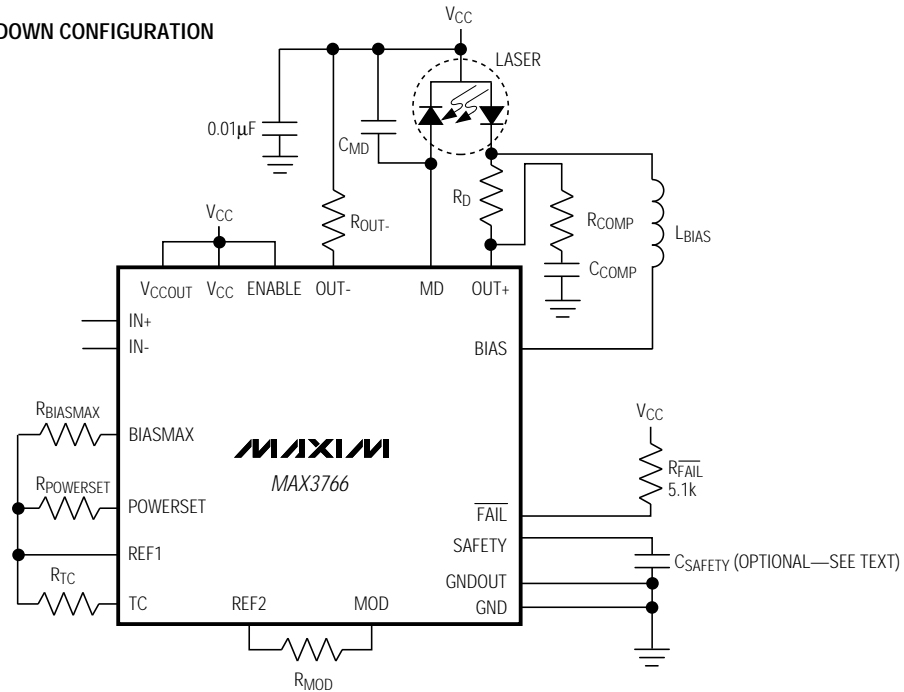 DOWN CONFIGURATION
VCC
LASER
0.01µF
CMD
RD
RCOMP
LBIAS
ROUT-
CCOMP
VCC
VCCOUT VCC ENABLE OUT- MD OUT+
IN+
IN-
BIAS
RBIASMAX
BIASMAX
VCC
MAXIM
MAX3766
RFAIL
5.1k
RPOWERSET
POWERSET
FAIL
SAFETY
REF1
CSAFETY (OPTIONAL—SEE TEXT)
RTC
GNDOUT
TC
REF2 MOD
GND
RMOD